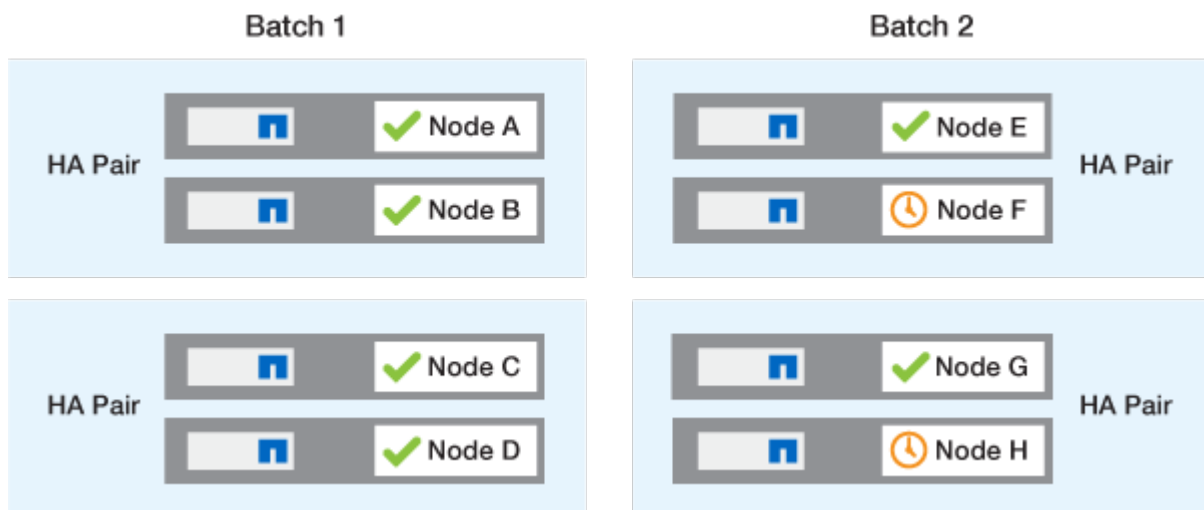 Batch 1
Batch 2
HA Pair
Node A
Node B
Node E
Node F
HA Pair
HA Pair
Node C
Node D
Node G
Node H
HA Pair